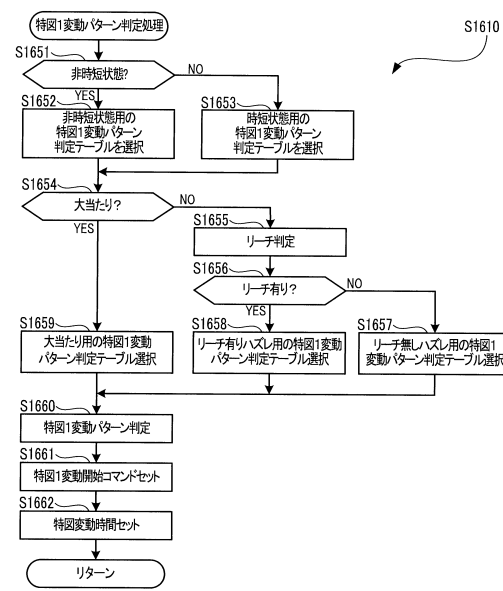 特図1変動パターン判定処理
S1610
S1651
非時短状態?
NO
YES
S1652
非時短状態用の
特図1変動パターン
判定テーブルを選択
S1653
時短状態用の
特図1変動パターン
判定テーブルを選択
S1654
大当たり?
NO
YES
S1655
リーチ判定
S1656
リーチ有り?
NO
YES
S1659
大当たり用の特図1変動
パターン判定テーブル選択
S1658
リーチ有りハズレ用の特図1変動
パターン判定テーブル選択
S1657
リーチ無しハズレ用の特図1
変動パターン判定テーブル選択
S1660
特図1変動パターン判定
S1661
特図1変動開始コマンドセット
S1662
特図変動時間セット
リターン